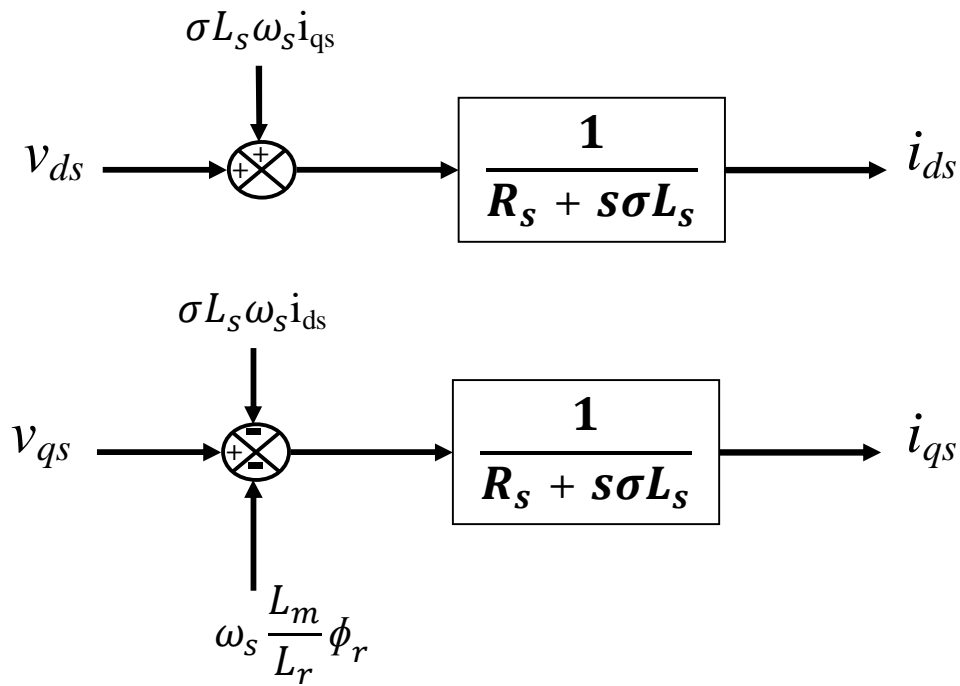 σL_sω_si_qs
v_ds + + 1/(R_s + sσL_s) i_ds
σL_sω_si_ds
v_qs + - - 1/(R_s + sσL_s) i_qs
ω_s L_m/L_r ϕ_r